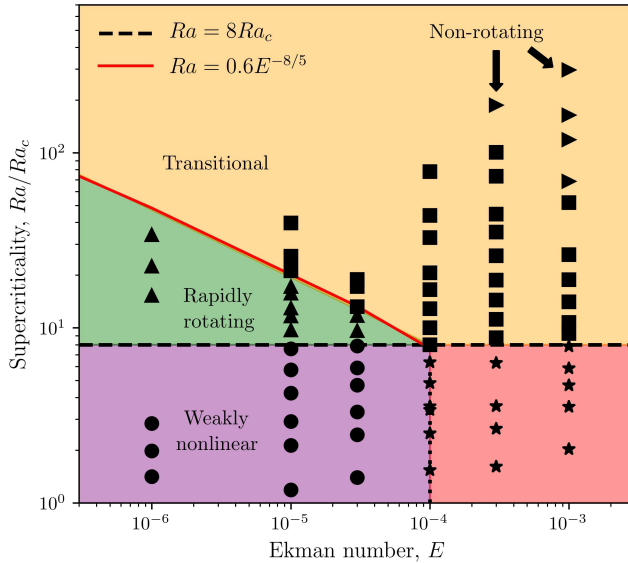 Ra = 8Ra_c
Ra = 0.6E^{-8/5}
Non-rotating
Transitional
Rapidly
rotating
Weakly
nonlinear
Supercriticality, Ra/Ra_c
10^2
10^1
10^0
10^{-6}
10^{-5}
10^{-4}
10^{-3}
Ekman number, E